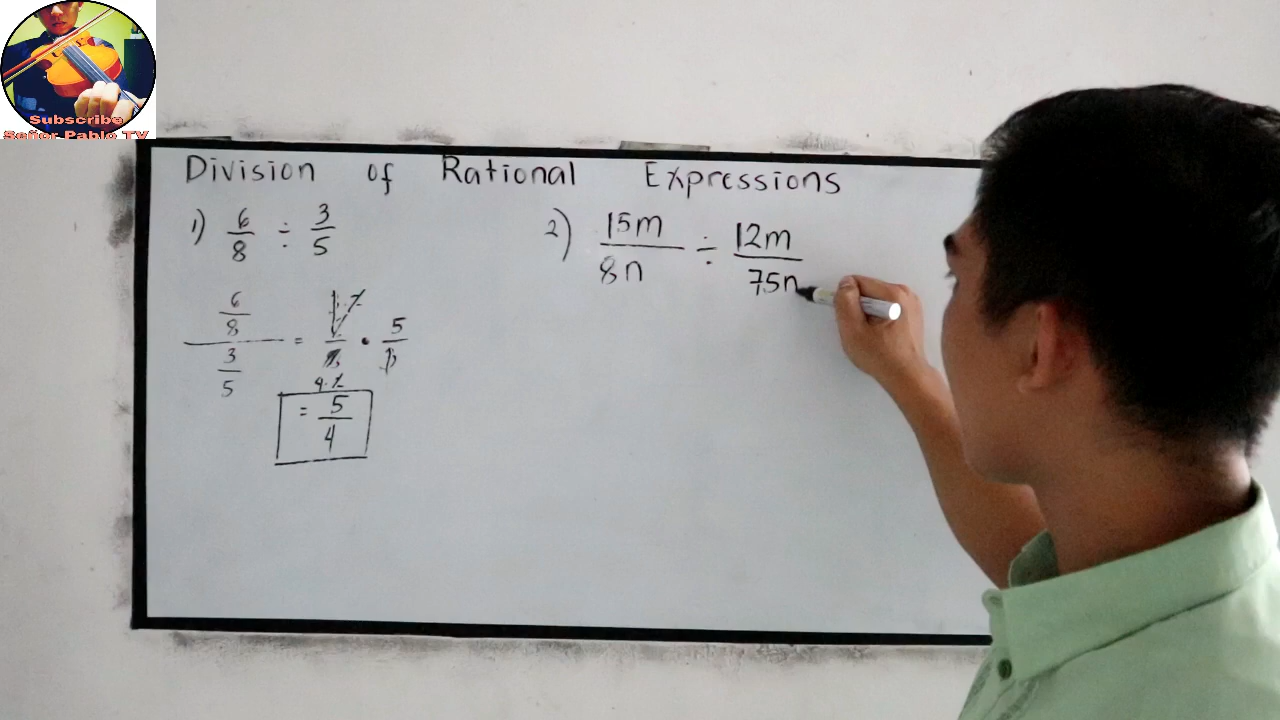 Subscribe
Señor Pablo TV
Division of Rational Expressions
1) 6/8 ÷ 3/5
2) 15m/8n ÷ 12m/75n
6/8 / 3/5 = · 5
= 5/4